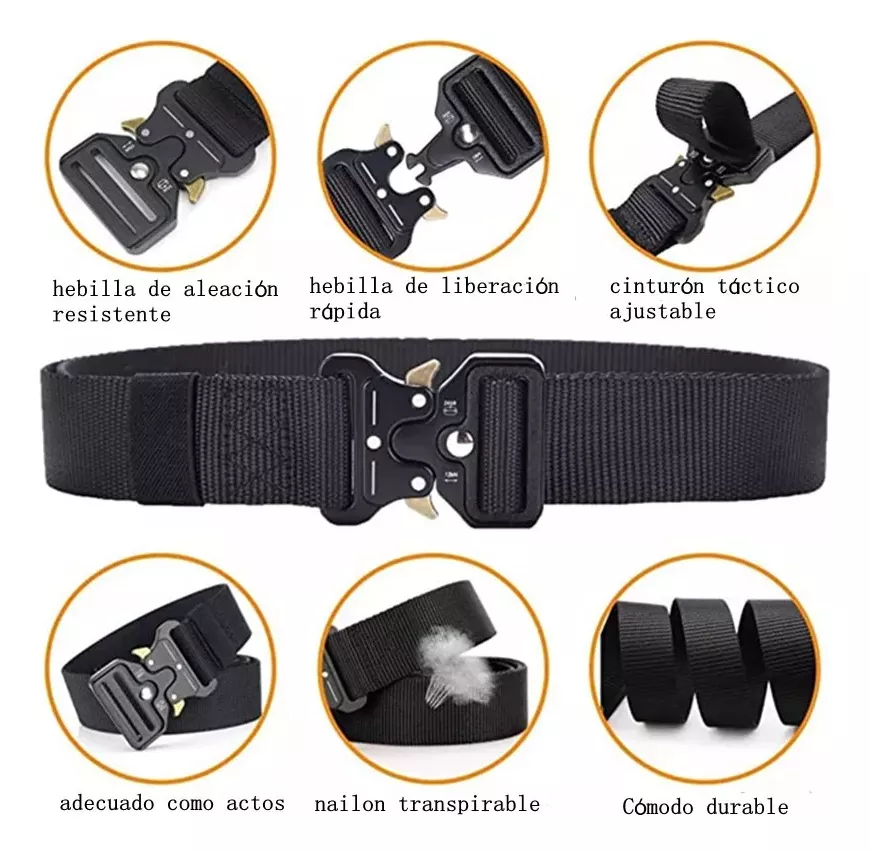 hebilla de aleación
resistente
hebilla de liberación
rápida
cinturón táctico
ajustable
adecuado como actos
nailon transpirable
Cómodo durable